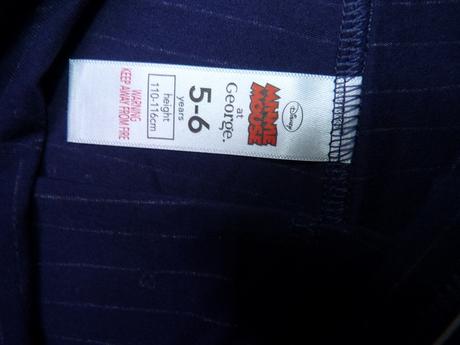 Disney
MINNIE
MOUSE
at
George.
5-6
years
height
110-116cm
WARNING
KEEP AWAY FROM FIRE